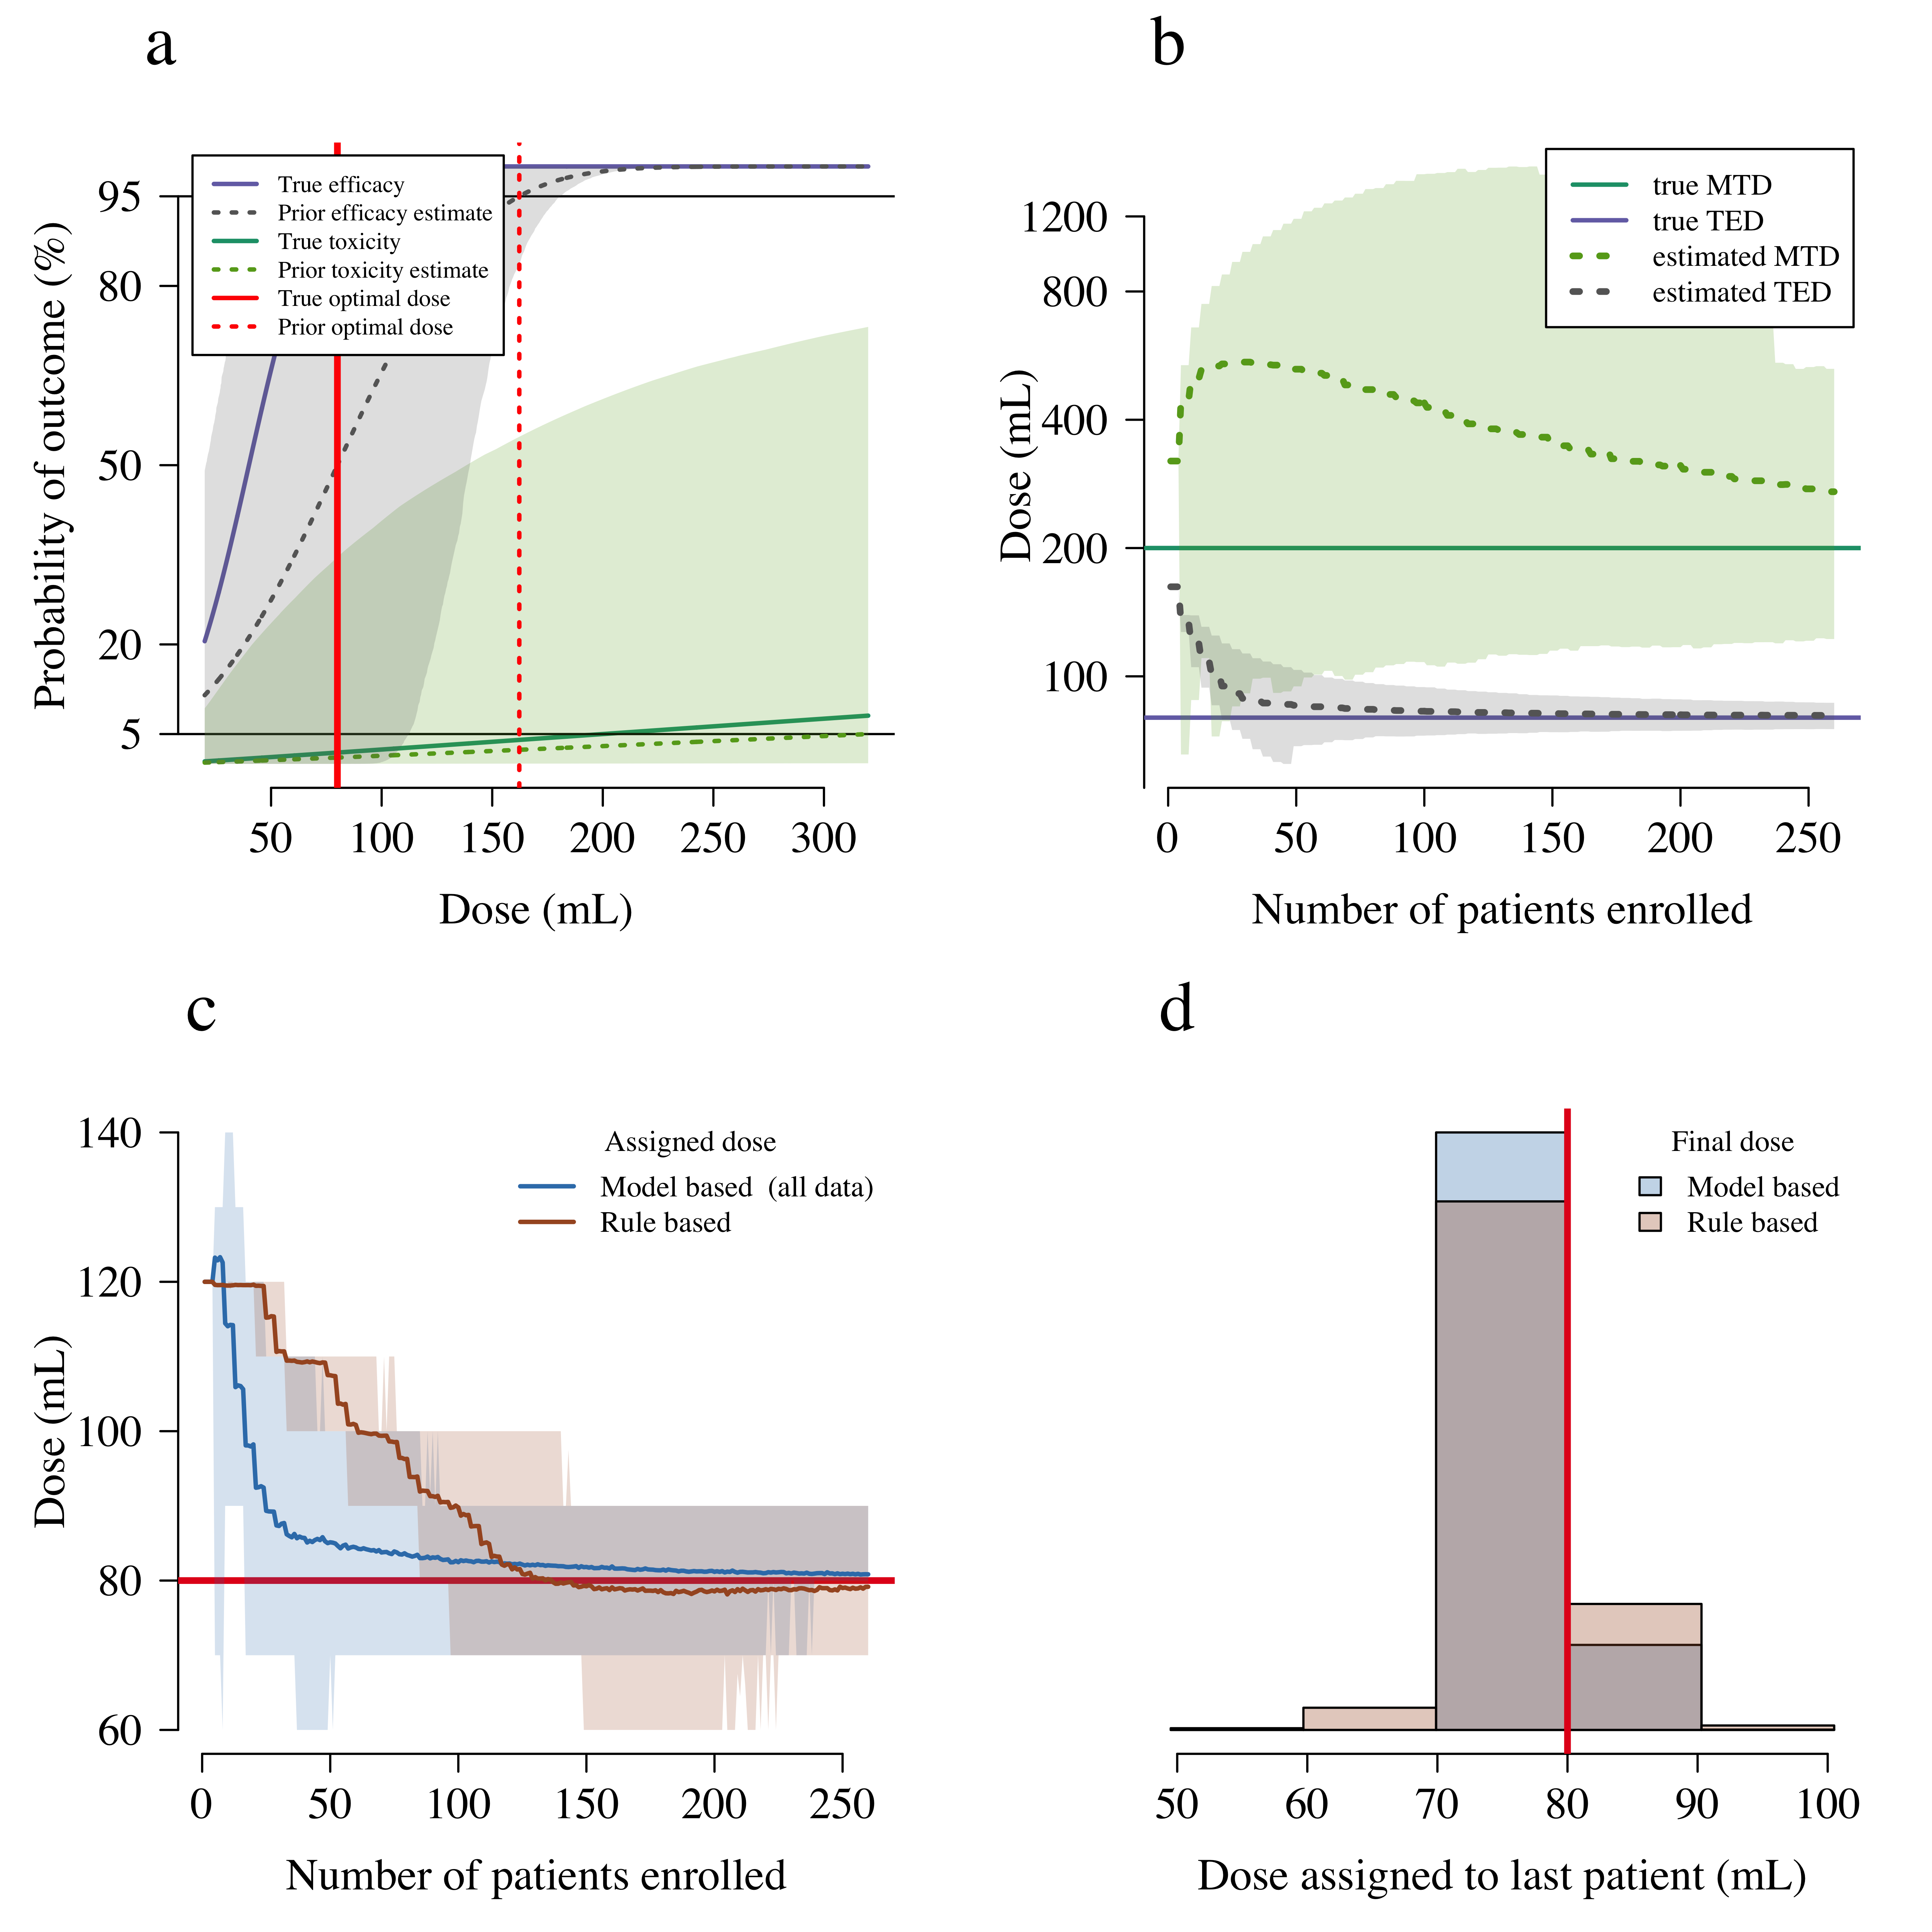 a
Probability of outcome (%)
95
80
50
20
5
True efficacy
Prior efficacy estimate
True toxicity
Prior toxicity estimate
True optimal dose
Prior optimal dose
50 100 150 200 250 300
Dose (mL)
b
Dose (mL)
1200
800
400
200
100
true MTD
true TED
estimated MTD
estimated TED
0 50 100 150 200 250
Number of patients enrolled
c
Dose (mL)
140
120
100
80
60
Assigned dose
Model based (all data)
Rule based
0 50 100 150 200 250
Number of patients enrolled
d
Final dose
Model based
Rule based
50 60 70 80 90 100
Dose assigned to last patient (mL)